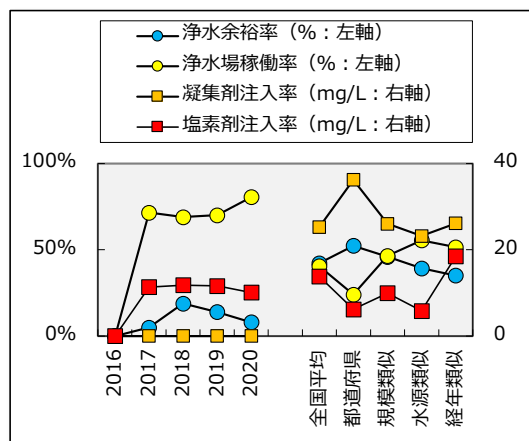 浄水余裕率（%：左軸）
浄水場稼働率（%：左軸）
凝集剤注入率（mg/L：右軸）
塩素剤注入率（mg/L：右軸）
100%
50%
0%
40
20
0
2016
2017
2018
2019
2020
全国平均
都道府県
規模類似
水源類似
経年類似